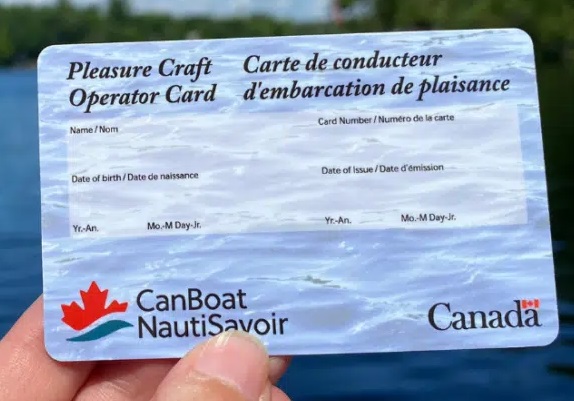 Pleasure Craft
Operator Card
Carte de conducteur
d'embarcation de plaisance
Name / Nom
Card Number / Numéro de la carte
Date of birth / Date de naissance
Date of Issue / Date d'émission
Yr.-An. Mo.-M Day-Jr.
Yr.-An. Mo.-M Day-Jr.
CanBoat
NautiSavoir
Canada